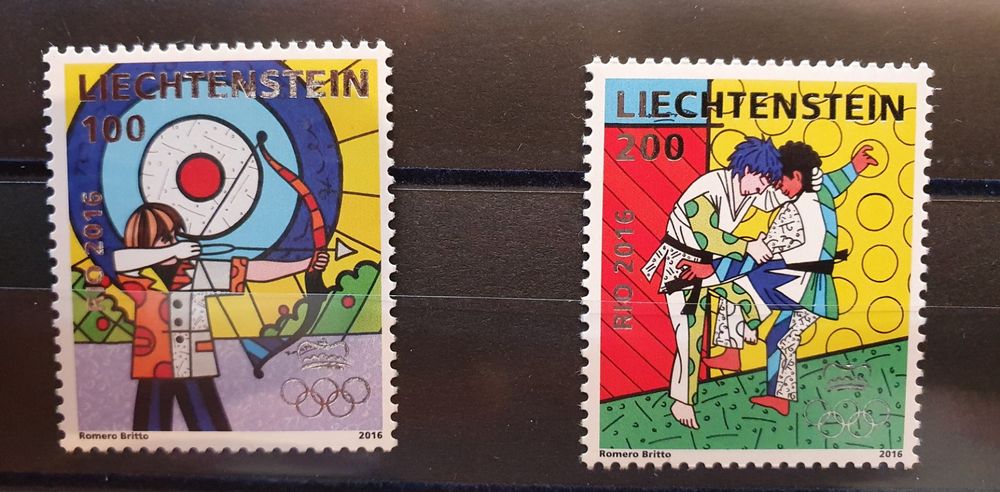 LIECHTENSTEIN
100
RIO 2016
Romero Britto
2016
LIECHTENSTEIN
200
RIO 2016
Romero Britto
2016